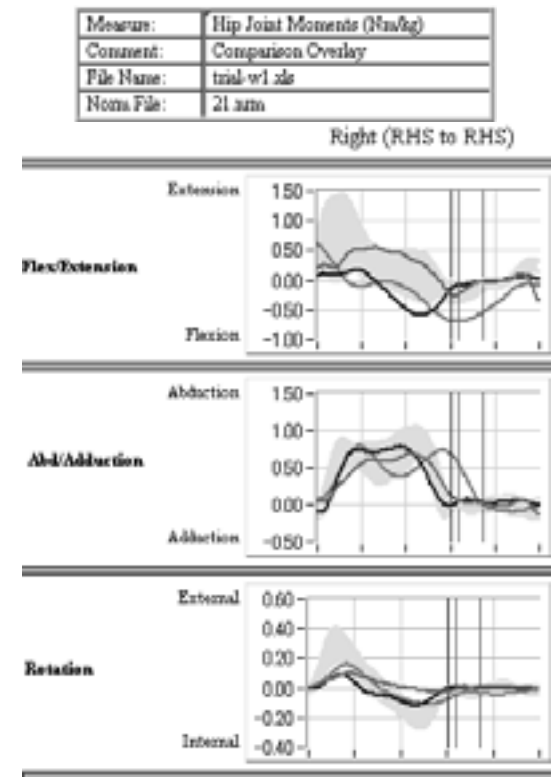 Measure: Hip Joint Moments (Nm/kg)
Comment: Comparison Overlay
File Name: trial-w1.xls
Norm File: 21.nrm
Right (RHS to RHS)
Extension
1.50
1.00
0.50
Flex/Extension
0.00
-0.50
Flexion
-1.00
Abduction
1.50
1.00
Abd/Adduction
0.50
0.00
Adduction
-0.50
External
0.60
0.40
0.20
Rotation
0.00
-0.20
Internal
-0.40